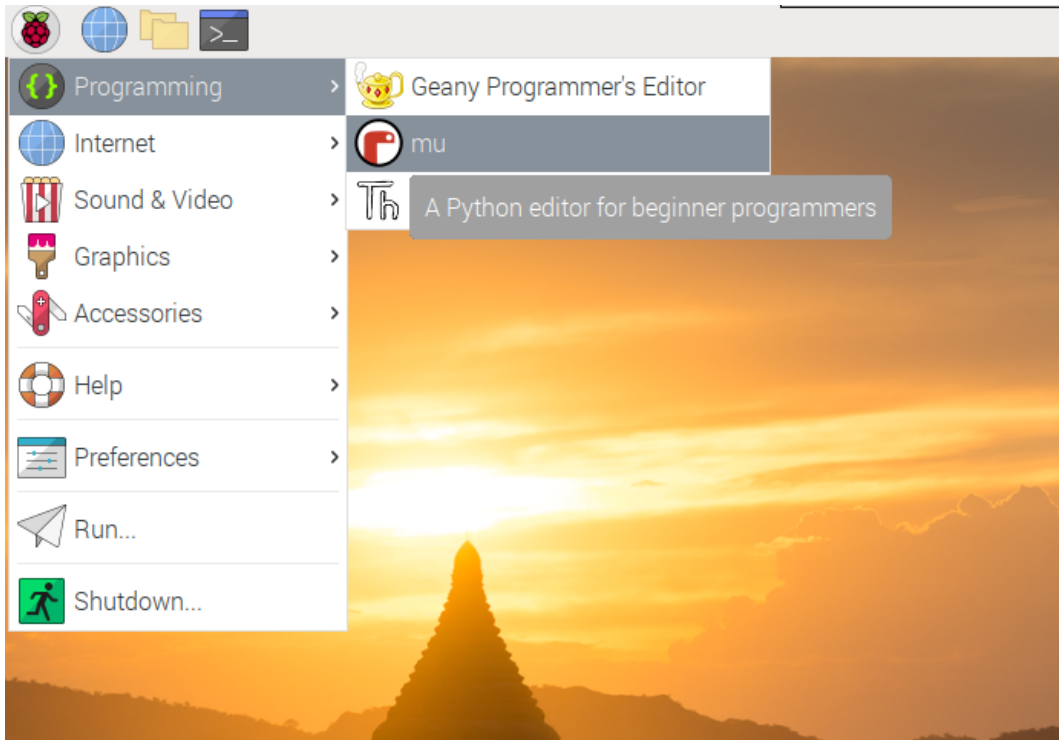 >_
Programming
Geany Programmer's Editor
Internet
mu
Sound & Video
Th
A Python editor for beginner programmers
Graphics
Accessories
Help
Preferences
Run...
Shutdown...